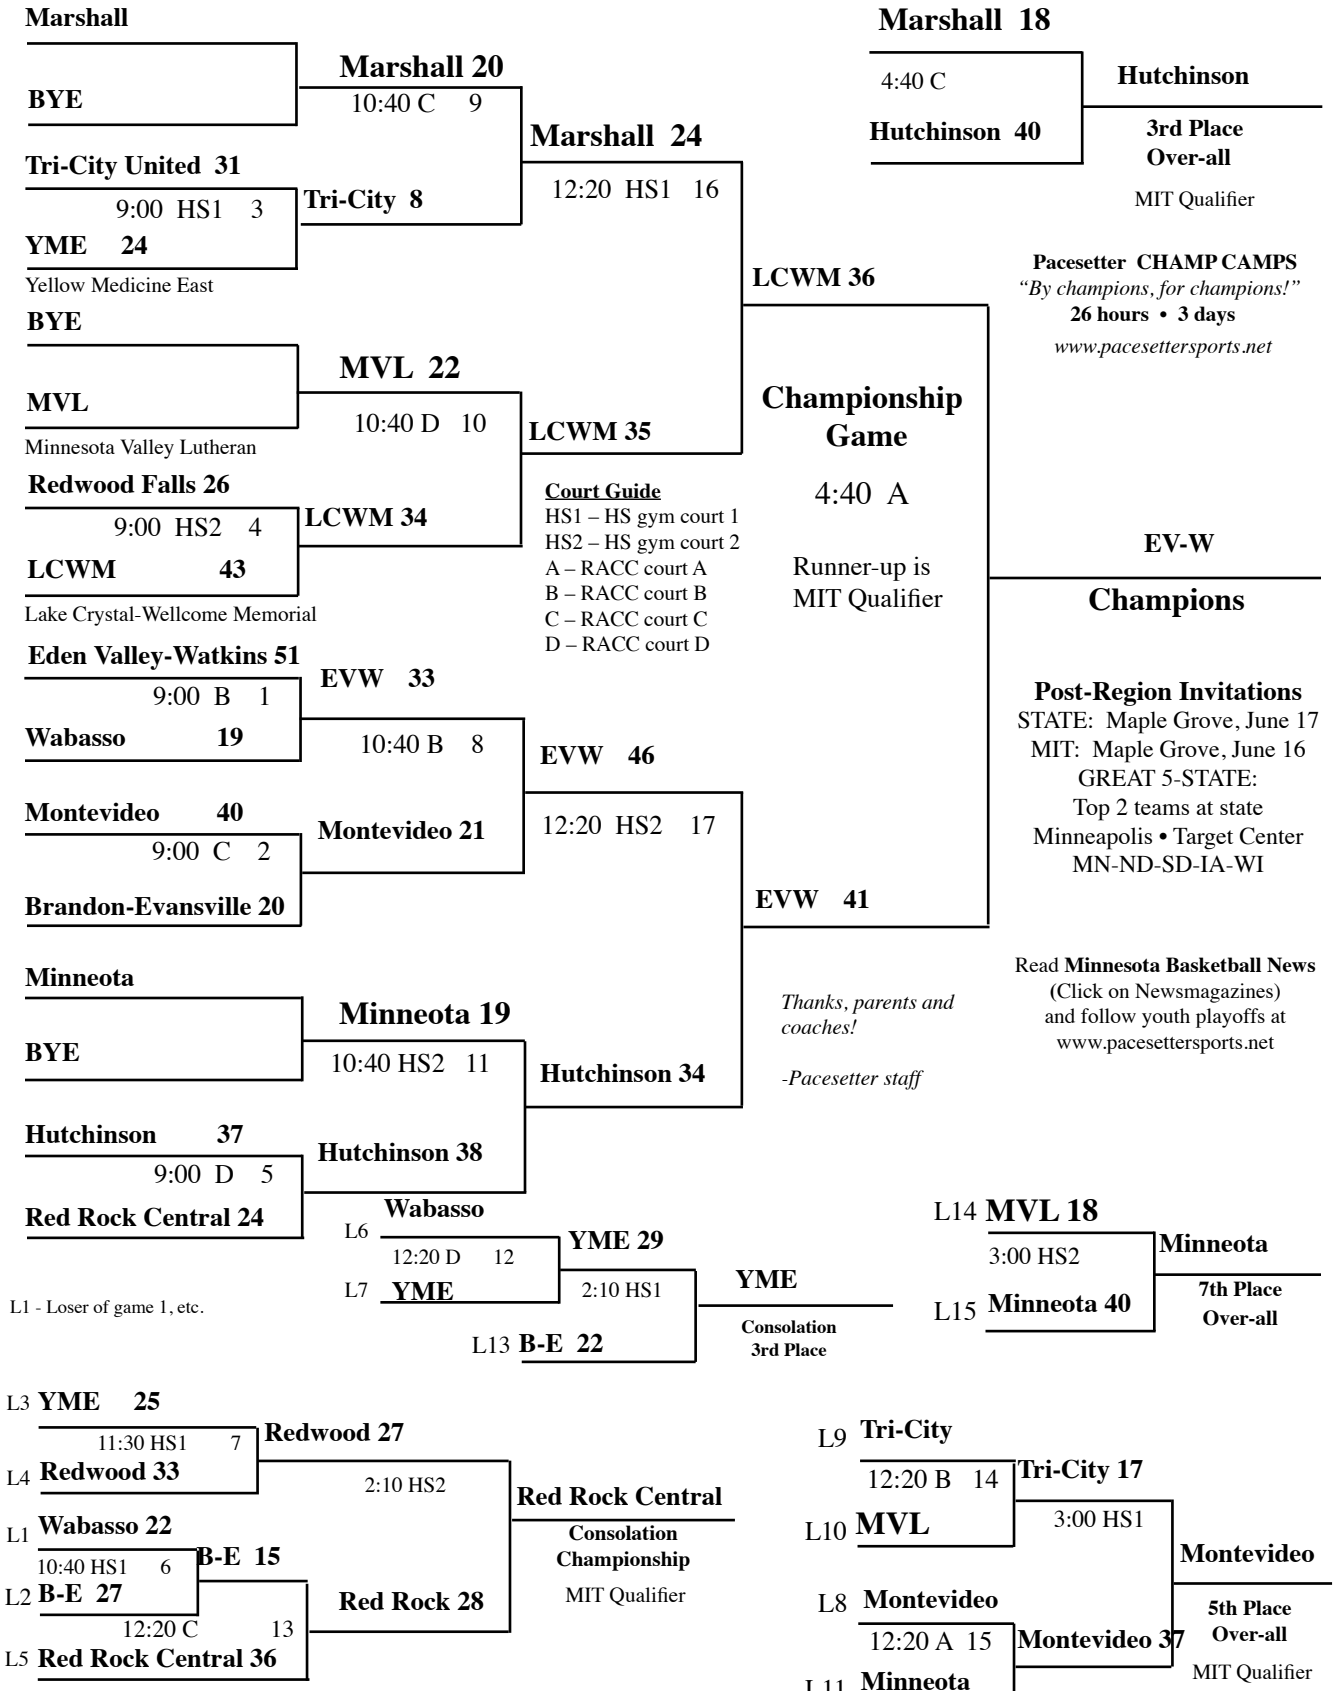 Marshall
BYE
Marshall 20
10:40 C 9
Tri-City United 31
9:00 HS1 3
YME 24
Yellow Medicine East
Tri-City 8
Marshall 24
12:20 HS1 16
BYE
MVL
Minnesota Valley Lutheran
MVL 22
10:40 D 10
Redwood Falls 26
9:00 HS2 4
LCWM 43
Lake Crystal-Wellcome Memorial
LCWM 34
LCWM 35
LCWM 36
Court Guide
HS1 – HS gym court 1
HS2 – HS gym court 2
A – RACC court A
B – RACC court B
C – RACC court C
D – RACC court D
Championship
Game
4:40 A
Runner-up is
MIT Qualifier
Marshall 18
4:40 C
Hutchinson 40
Hutchinson
3rd Place
Over-all
MIT Qualifier
Pacesetter CHAMP CAMPS
“By champions, for champions!”
26 hours • 3 days
www.pacesettersports.net
EV-W
Champions
Eden Valley-Watkins 51
9:00 B 1
Wabasso 19
EVW 33
10:40 B 8
Montevideo 40
9:00 C 2
Brandon-Evansville 20
Montevideo 21
EVW 46
12:20 HS2 17
EVW 41
Minneota
BYE
Minneota 19
10:40 HS2 11
Hutchinson 37
9:00 D 5
Red Rock Central 24
Hutchinson 38
Hutchinson 34
Thanks, parents and
coaches!
-Pacesetter staff
Post-Region Invitations
STATE: Maple Grove, June 17
MIT: Maple Grove, June 16
GREAT 5-STATE:
Top 2 teams at state
Minneapolis • Target Center
MN-ND-SD-IA-WI
Read Minnesota Basketball News
(Click on Newsmagazines)
and follow youth playoffs at
www.pacesettersports.net
L1 - Loser of game 1, etc.
Wabasso
L6
12:20 D 12
L7 YME
YME 29
2:10 HS1
L13 B-E 22
YME
Consolation
3rd Place
L14 MVL 18
3:00 HS2
L15 Minneota 40
Minneota
7th Place
Over-all
L3 YME 25
11:30 HS1 7
L4 Redwood 33
Redwood 27
2:10 HS2
L1 Wabasso 22
10:40 HS1 6
L2 B-E 27
B-E 15
12:20 C 13
L5 Red Rock Central 36
Red Rock 28
Red Rock Central
Consolation
Championship
MIT Qualifier
L9 Tri-City
12:20 B 14
L10 MVL
Tri-City 17
3:00 HS1
L8 Montevideo
12:20 A 15
L11 Minneota
Montevideo 37
Montevideo
5th Place
Over-all
MIT Qualifier